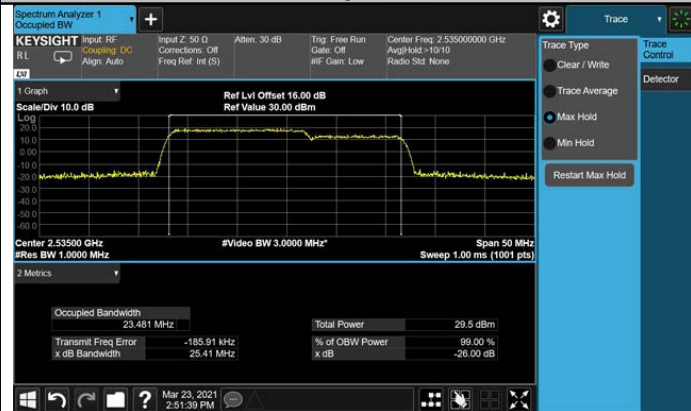 Spectrum Analyzer 1
Occupied BW
+
Trace
KEYSIGHT
RL
LXI
Input: RF
Coupling: DC
Align: Auto
Input Z: 50 Ω
Corrections: Off
Freq Ref: Int (S)
Atten: 30 dB
Trig: Free Run
Gate: Off
#IF Gain: Low
Center Freq: 2.535000000 GHz
Avg|Hold:>10/10
Radio Std: None
Trace Type
Clear / Write
Trace Average
Max Hold
Min Hold
Restart Max Hold
Trace
Control
Detector
1 Graph
Scale/Div 10.0 dB
Ref Lvl Offset 16.00 dB
Ref Value 30.00 dBm
Log
20.0
10.0
0.00
-10.0
-20.0
-30.0
-40.0
-50.0
-60.0
Center 2.53500 GHz
#Video BW 3.0000 MHz*
Span 50 MHz
#Res BW 1.0000 MHz
Sweep 1.00 ms (1001 pts)
2 Metrics
Occupied Bandwidth
23.481 MHz
Total Power
29.5 dBm
Transmit Freq Error
-185.91 kHz
% of OBW Power
99.00 %
x dB Bandwidth
25.41 MHz
x dB
-26.00 dB
?
Mar 23, 2021
2:51:39 PM